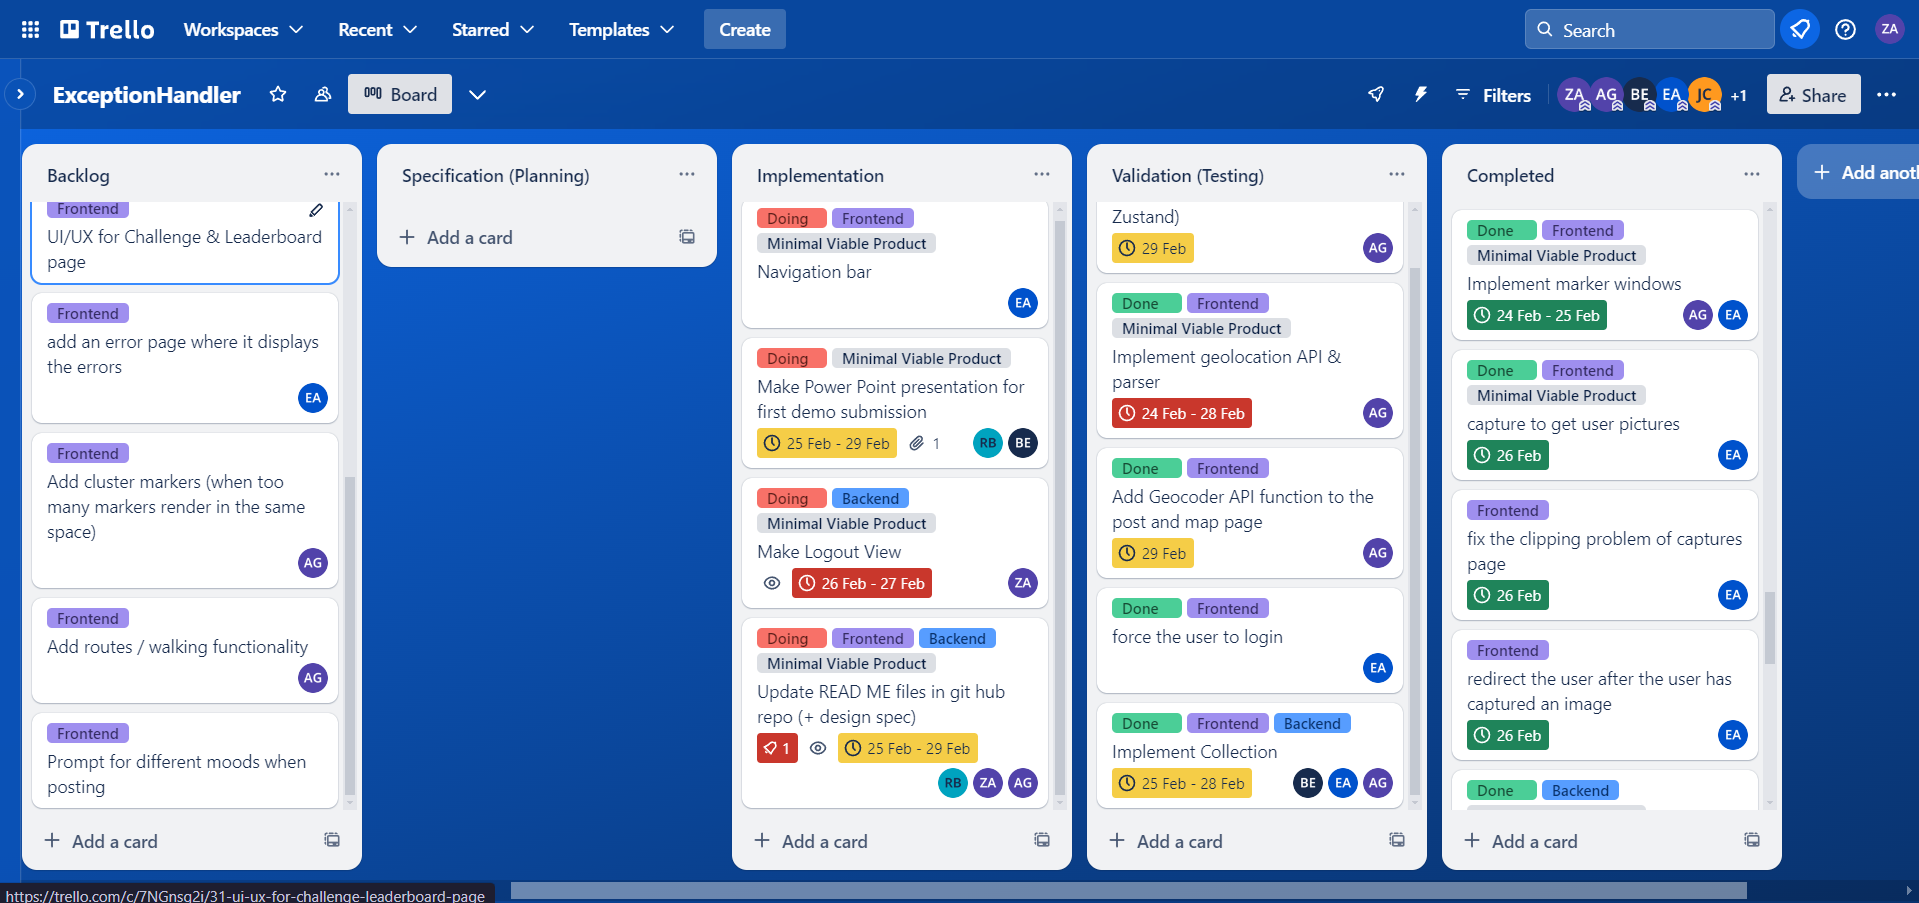 Trello
Workspaces
Recent
Starred
Templates
Create
Search
ZA
ExceptionHandler
Board
Filters
ZA
AG
BE
EA
JC
+1
Share
Backlog
Frontend
UI/UX for Challenge & Leaderboard
page
Frontend
add an error page where it displays
the errors
EA
Frontend
Add cluster markers (when too
many markers render in the same
space)
AG
Frontend
Add routes / walking functionality
AG
Frontend
Prompt for different moods when
posting
Add a card
Specification (Planning)
Add a card
Implementation
Doing Frontend
Minimal Viable Product
Navigation bar
EA
Doing Minimal Viable Product
Make Power Point presentation for
first demo submission
25 Feb - 29 Feb 1 RB BE
Doing Backend
Minimal Viable Product
Make Logout View
26 Feb - 27 Feb ZA
Doing Frontend Backend
Minimal Viable Product
Update READ ME files in git hub
repo (+ design spec)
1 25 Feb - 29 Feb
RB ZA AG
Add a card
Validation (Testing)
Zustand)
29 Feb AG
Done Frontend
Minimal Viable Product
Implement geolocation API &
parser
24 Feb - 28 Feb AG
Done Frontend
Add Geocoder API function to the
post and map page
29 Feb AG
Done Frontend
force the user to login
EA
Done Frontend Backend
Implement Collection
25 Feb - 28 Feb BE EA AG
Add a card
Completed
Done Frontend
Minimal Viable Product
Implement marker windows
24 Feb - 25 Feb AG EA
Done Frontend
Minimal Viable Product
capture to get user pictures
26 Feb EA
Frontend
fix the clipping problem of captures
page
26 Feb EA
Frontend
redirect the user after the user has
captured an image
26 Feb EA
Done Backend
Add a card
Add anoth
https://trello.com/c/7NGnsg2i/31-ui-ux-for-challenge-leaderboard-page